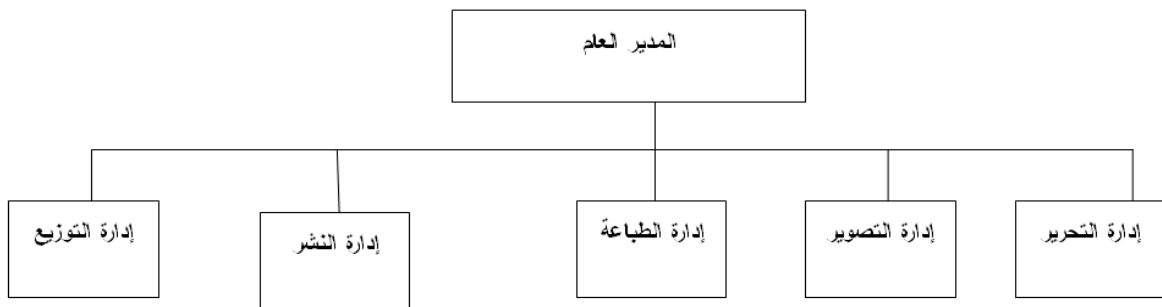 المدير العام
إدارة التحرير
إدارة التصوير
إدارة الطباعة
إدارة النشر
إدارة التوزيع